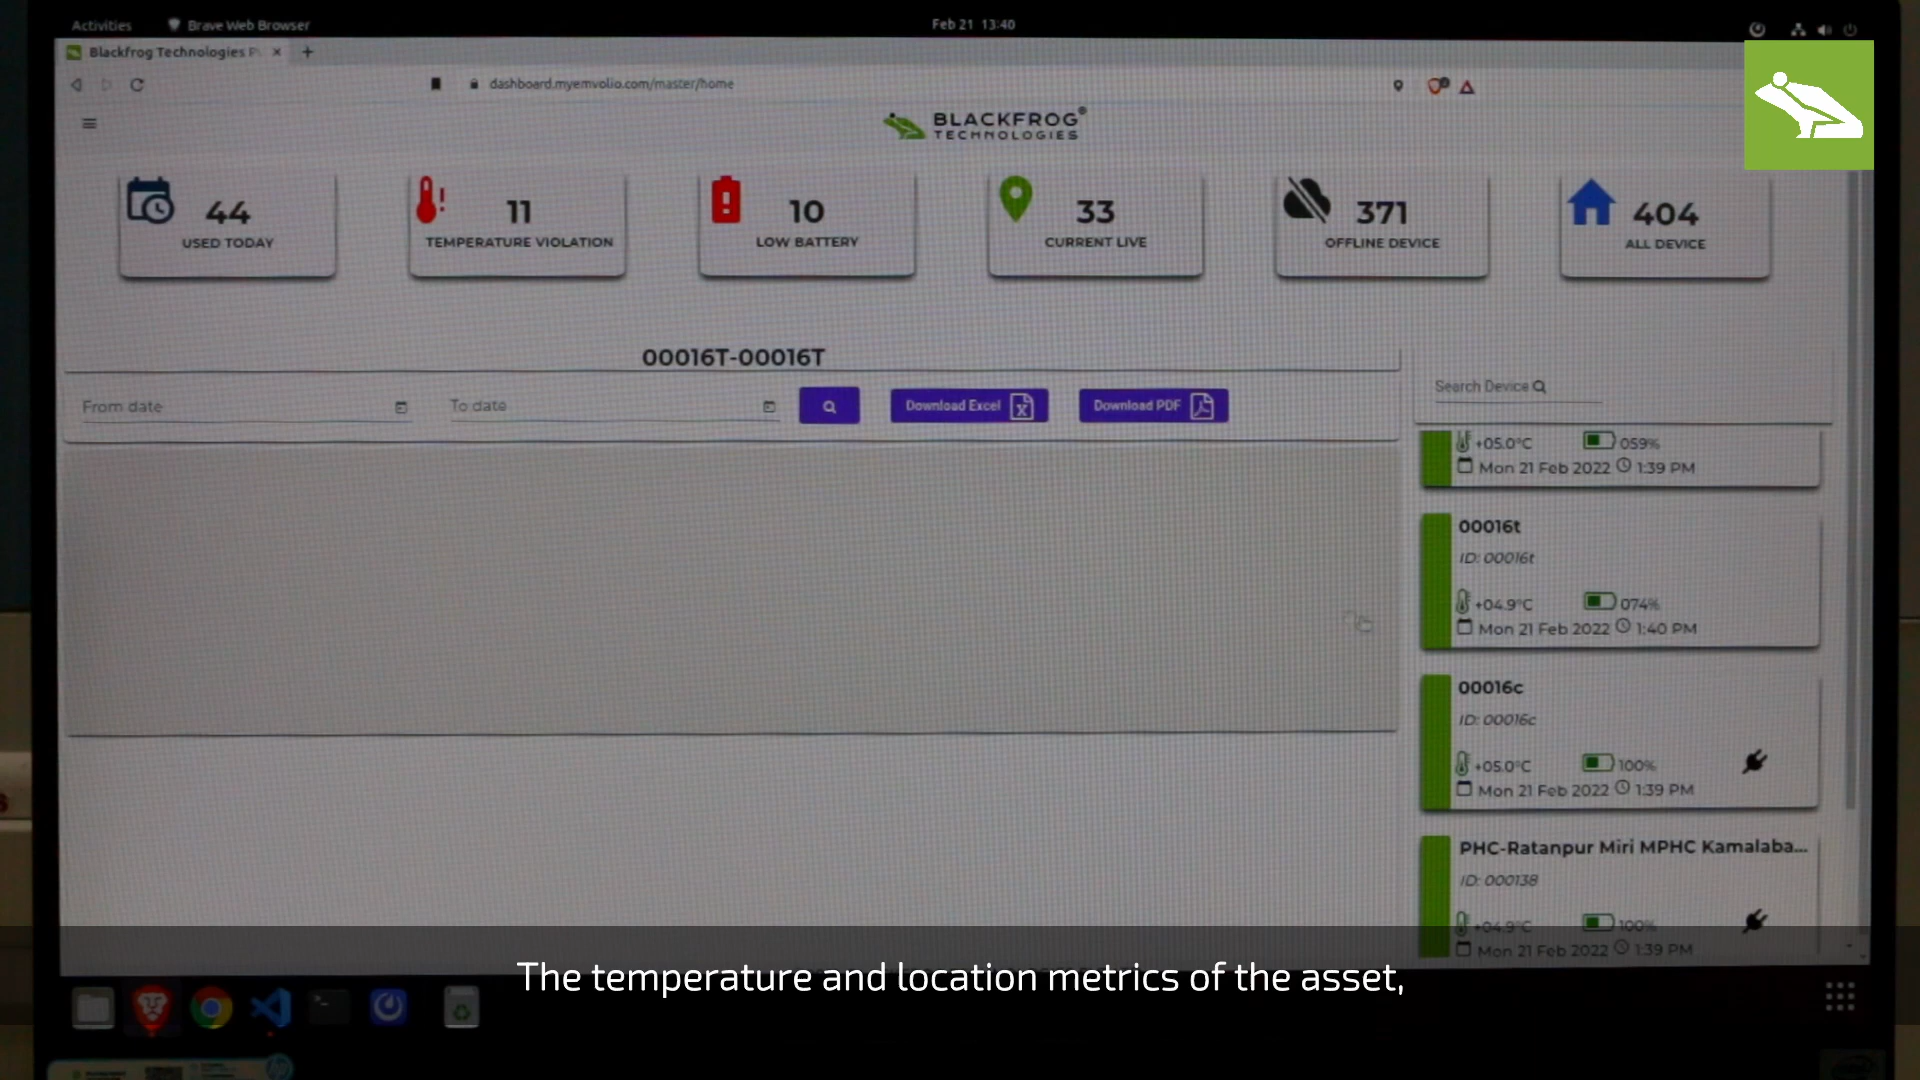 Activities Brave Web Browser Feb 21 13:40
Blackfrog Technologies
dashboard.myemvolio.com/master/home
BLACKFROG®
TECHNOLOGIES
44
USED TODAY
11
TEMPERATURE VIOLATION
10
LOW BATTERY
33
CURRENT LIVE
371
OFFLINE DEVICE
404
ALL DEVICE
00016T-00016T
From date To date Download Excel Download PDF
Search Device
+05.0°C 059%
Mon 21 Feb 2022 1:39 PM
00016t
ID: 00016t
+04.9°C 074%
Mon 21 Feb 2022 1:40 PM
00016c
ID: 00016c
+05.0°C 100%
Mon 21 Feb 2022 1:39 PM
PHC-Ratanpur Miri MPHC Kamalaba...
ID: 000138
+04.9°C 100%
Mon 21 Feb 2022 1:39 PM
The temperature and location metrics of the asset,